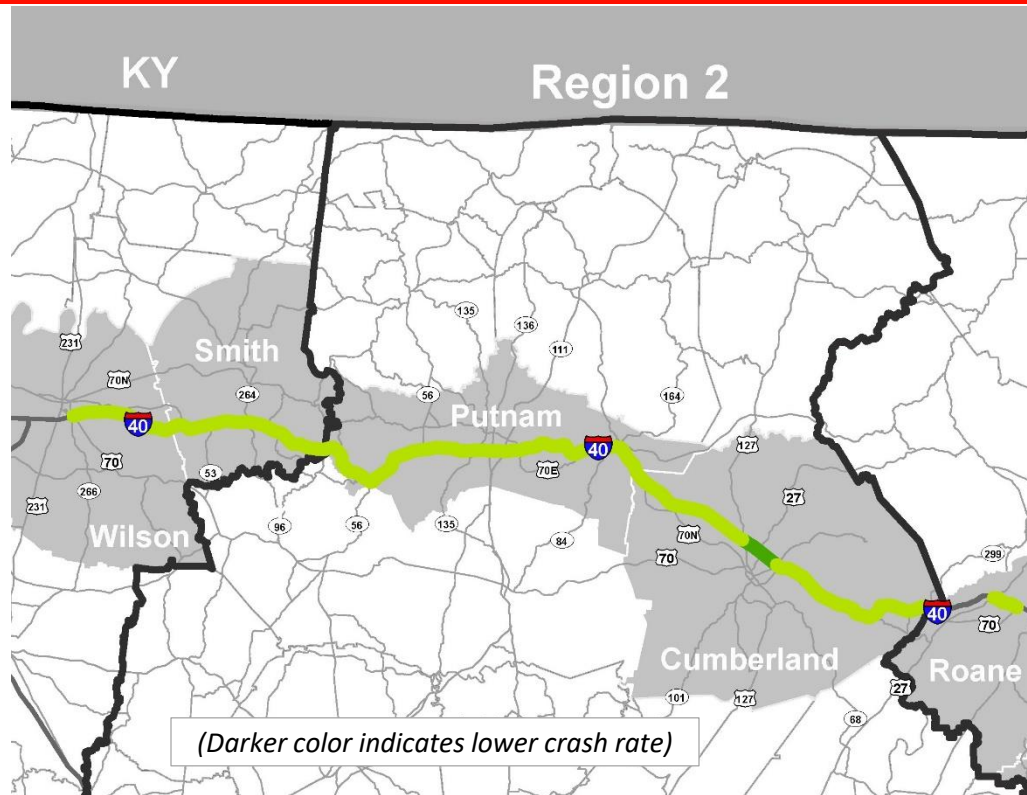 KY
Region 2
135
136
231
111
Smith
70N
264
56
164
Putnam
40
127
40
70
53
70E
27
266
231
96
56
135
84
70N
Wilson
70
299
40
70
Cumberland
Roane
101
127
27
68
(Darker color indicates lower crash rate)